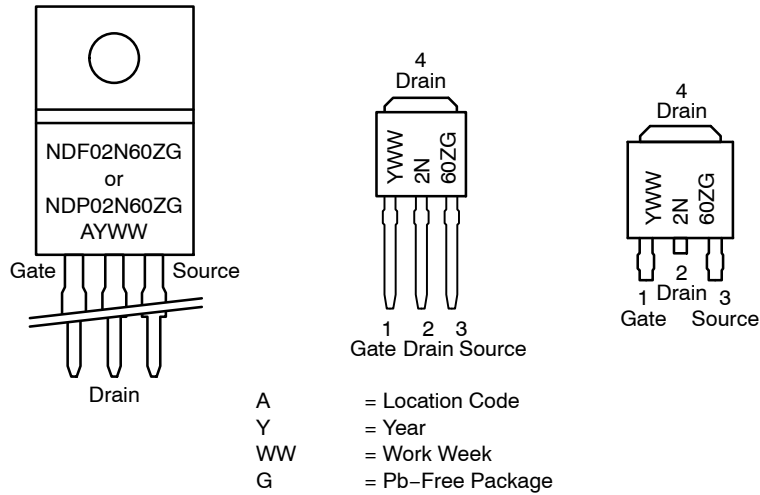 NDF02N60ZG
or
NDP02N60ZG
AYWW
Gate
Source
Drain
4
Drain
YWW
2N
60ZG
1 2 3
Gate Drain Source
4
Drain
YWW
2N
60ZG
2
1 Drain 3
Gate Source
A = Location Code
Y = Year
WW = Work Week
G = Pb−Free Package